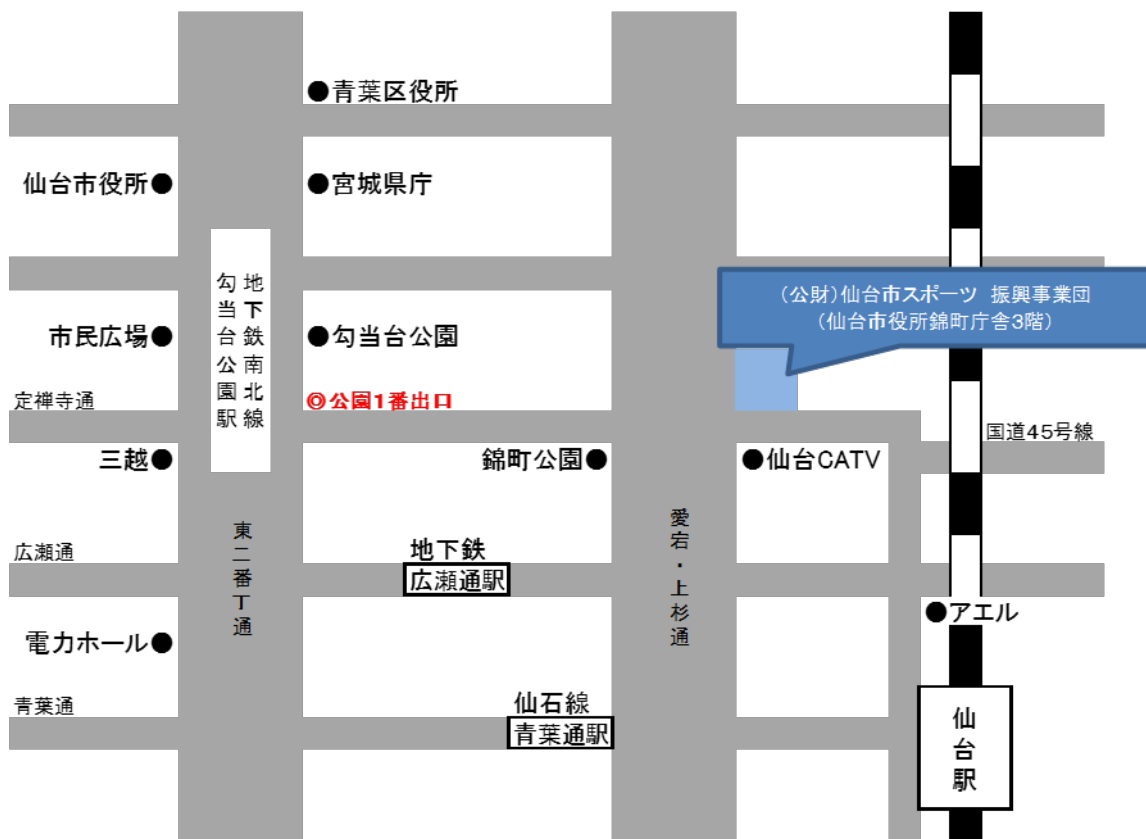 ●青葉区役所
仙台市役所●
●宮城県庁
地下鉄南北線
勾当台公園駅
(公財)仙台市スポーツ 振興事業団
(仙台市役所錦町庁舎3階)
市民広場●
●勾当台公園
定禅寺通
◎公園1番出口
国道45号線
三越●
錦町公園●
●仙台CATV
東二番丁通
愛宕・上杉通
広瀬通
地下鉄
広瀬通駅
●アエル
電力ホール●
青葉通
仙石線
青葉通駅
仙台駅